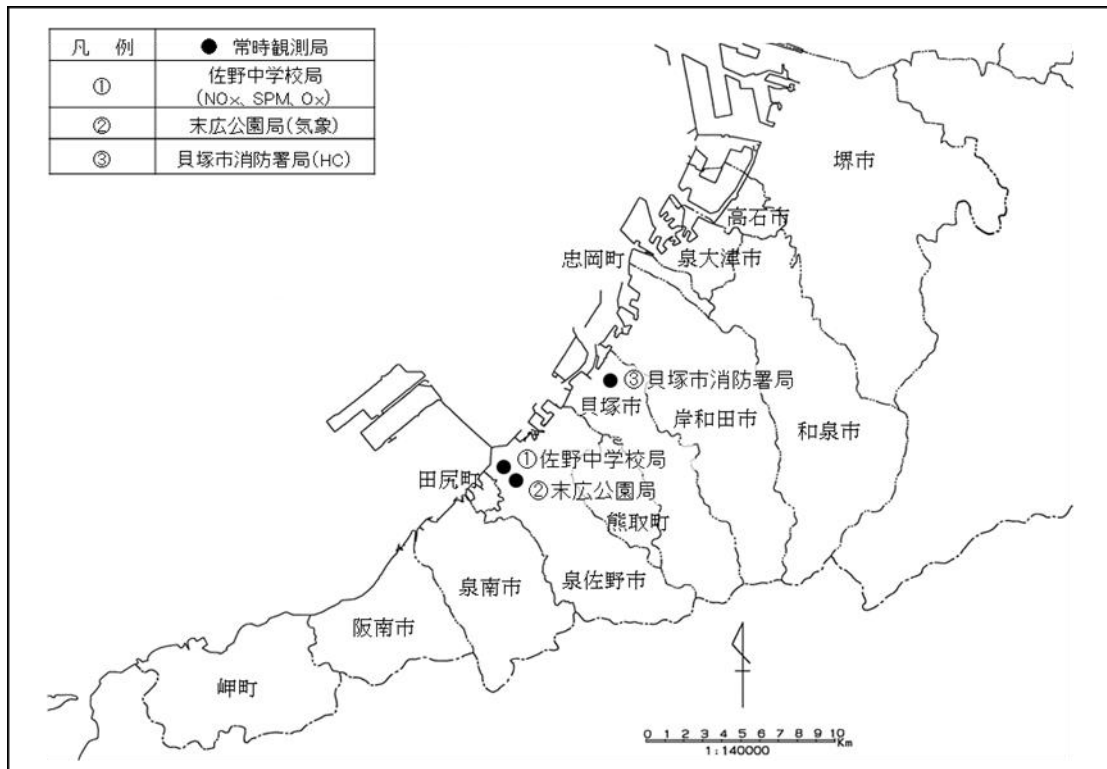 凡 例
● 常時観測局
①
佐野中学校局
(NOx、SPM、Ox)
②
末広公園局(気象)
③
貝塚市消防署局(HC)
堺市
高石市
泉大津市
忠岡町
③貝塚市消防署局
貝塚市
岸和田市
和泉市
①佐野中学校局
田尻町
②末広公園局
熊取町
泉南市
泉佐野市
阪南市
岬町
0 1 2 3 4 5 6 7 8 9 10
Km
1:140000